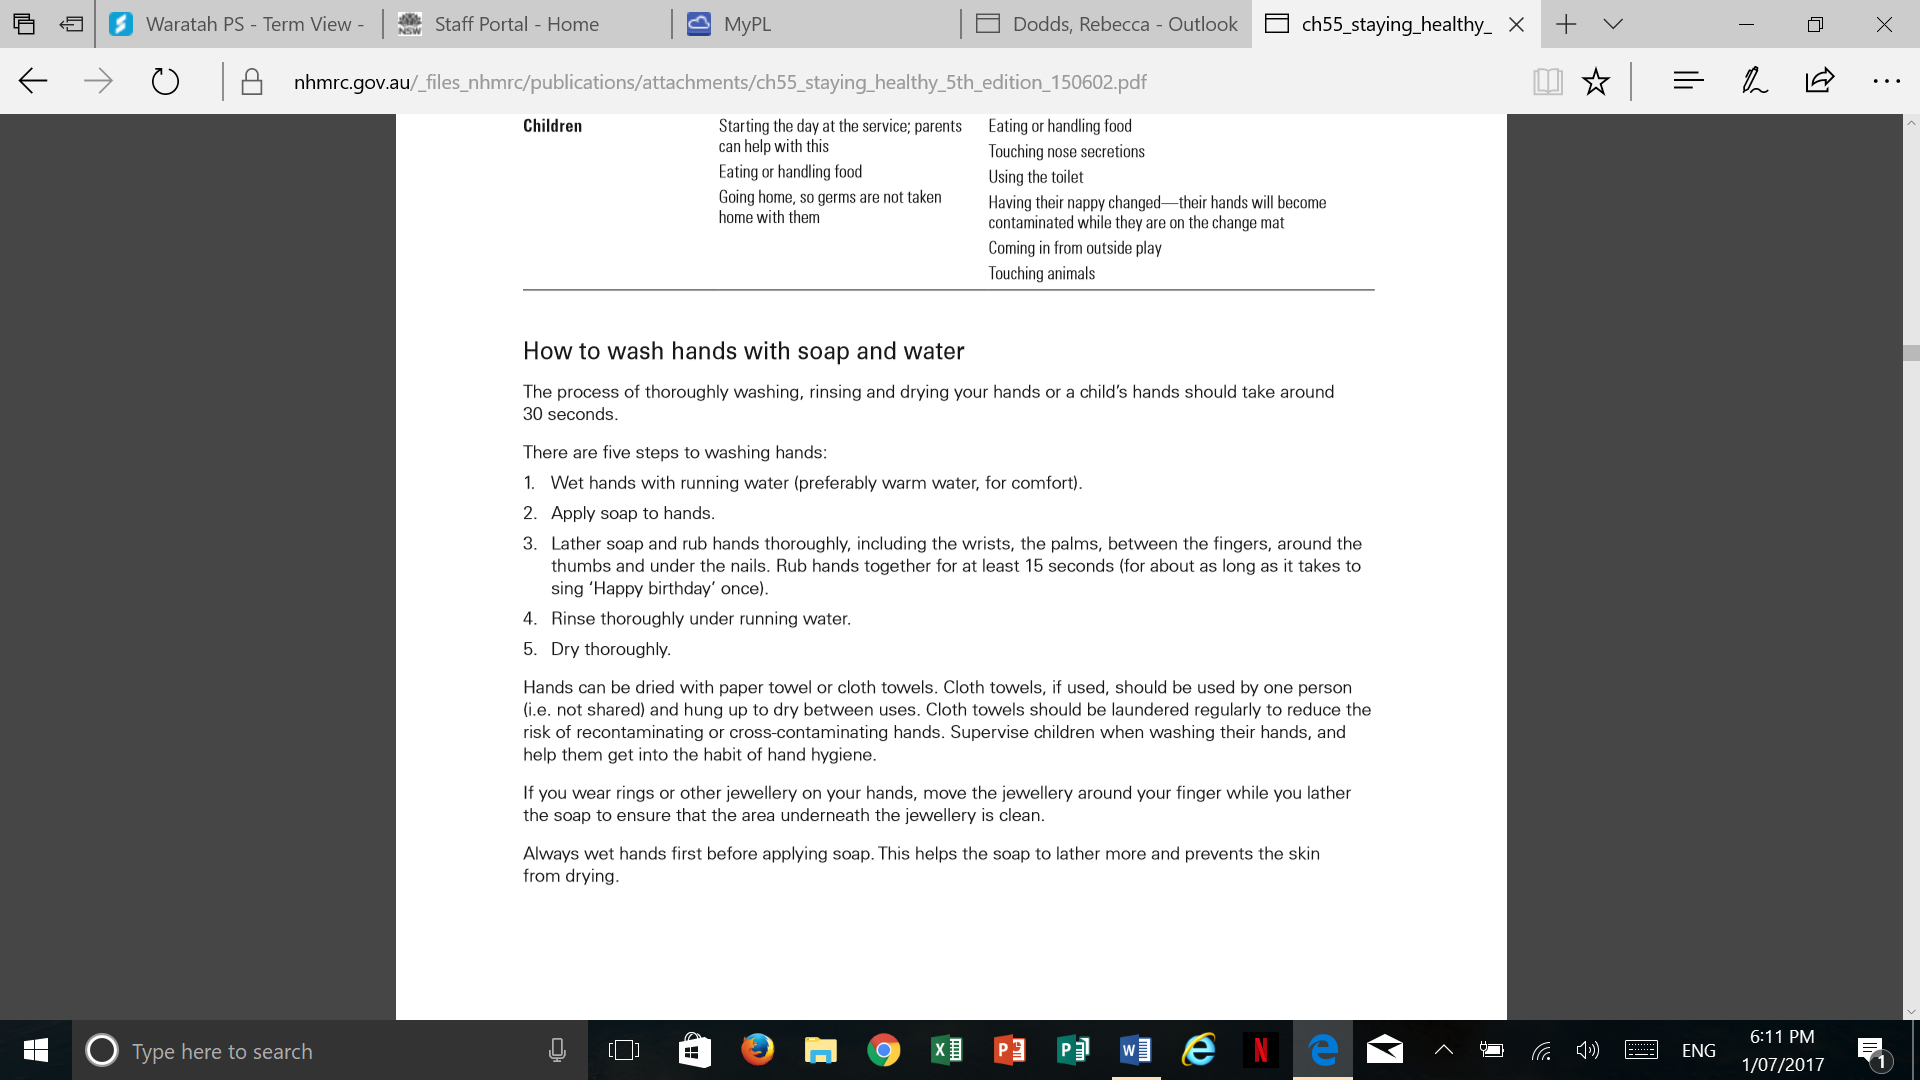 Waratah PS - Term View -
Staff Portal - Home
MyPL
Dodds, Rebecca - Outlook
ch55_staying_healthy_
nhmrc.gov.au/_files_nhmrc/publications/attachments/ch55_staying_healthy_5th_edition_150602.pdf
Children
Starting the day at the service; parents
can help with this
Eating or handling food
Going home, so germs are not taken
home with them
Eating or handling food
Touching nose secretions
Using the toilet
Having their nappy changed—their hands will become
contaminated while they are on the change mat
Coming in from outside play
Touching animals
How to wash hands with soap and water
The process of thoroughly washing, rinsing and drying your hands or a child’s hands should take around
30 seconds.
There are five steps to washing hands:
1. Wet hands with running water (preferably warm water, for comfort).
2. Apply soap to hands.
3. Lather soap and rub hands thoroughly, including the wrists, the palms, between the fingers, around the
thumbs and under the nails. Rub hands together for at least 15 seconds (for about as long as it takes to
sing ‘Happy birthday’ once).
4. Rinse thoroughly under running water.
5. Dry thoroughly.
Hands can be dried with paper towel or cloth towels. Cloth towels, if used, should be used by one person
(i.e. not shared) and hung up to dry between uses. Cloth towels should be laundered regularly to reduce the
risk of recontaminating or cross-contaminating hands. Supervise children when washing their hands, and
help them get into the habit of hand hygiene.
If you wear rings or other jewellery on your hands, move the jewellery around your finger while you lather
the soap to ensure that the area underneath the jewellery is clean.
Always wet hands first before applying soap. This helps the soap to lather more and prevents the skin
from drying.
Type here to search
ENG
6:11 PM
1/07/2017
1